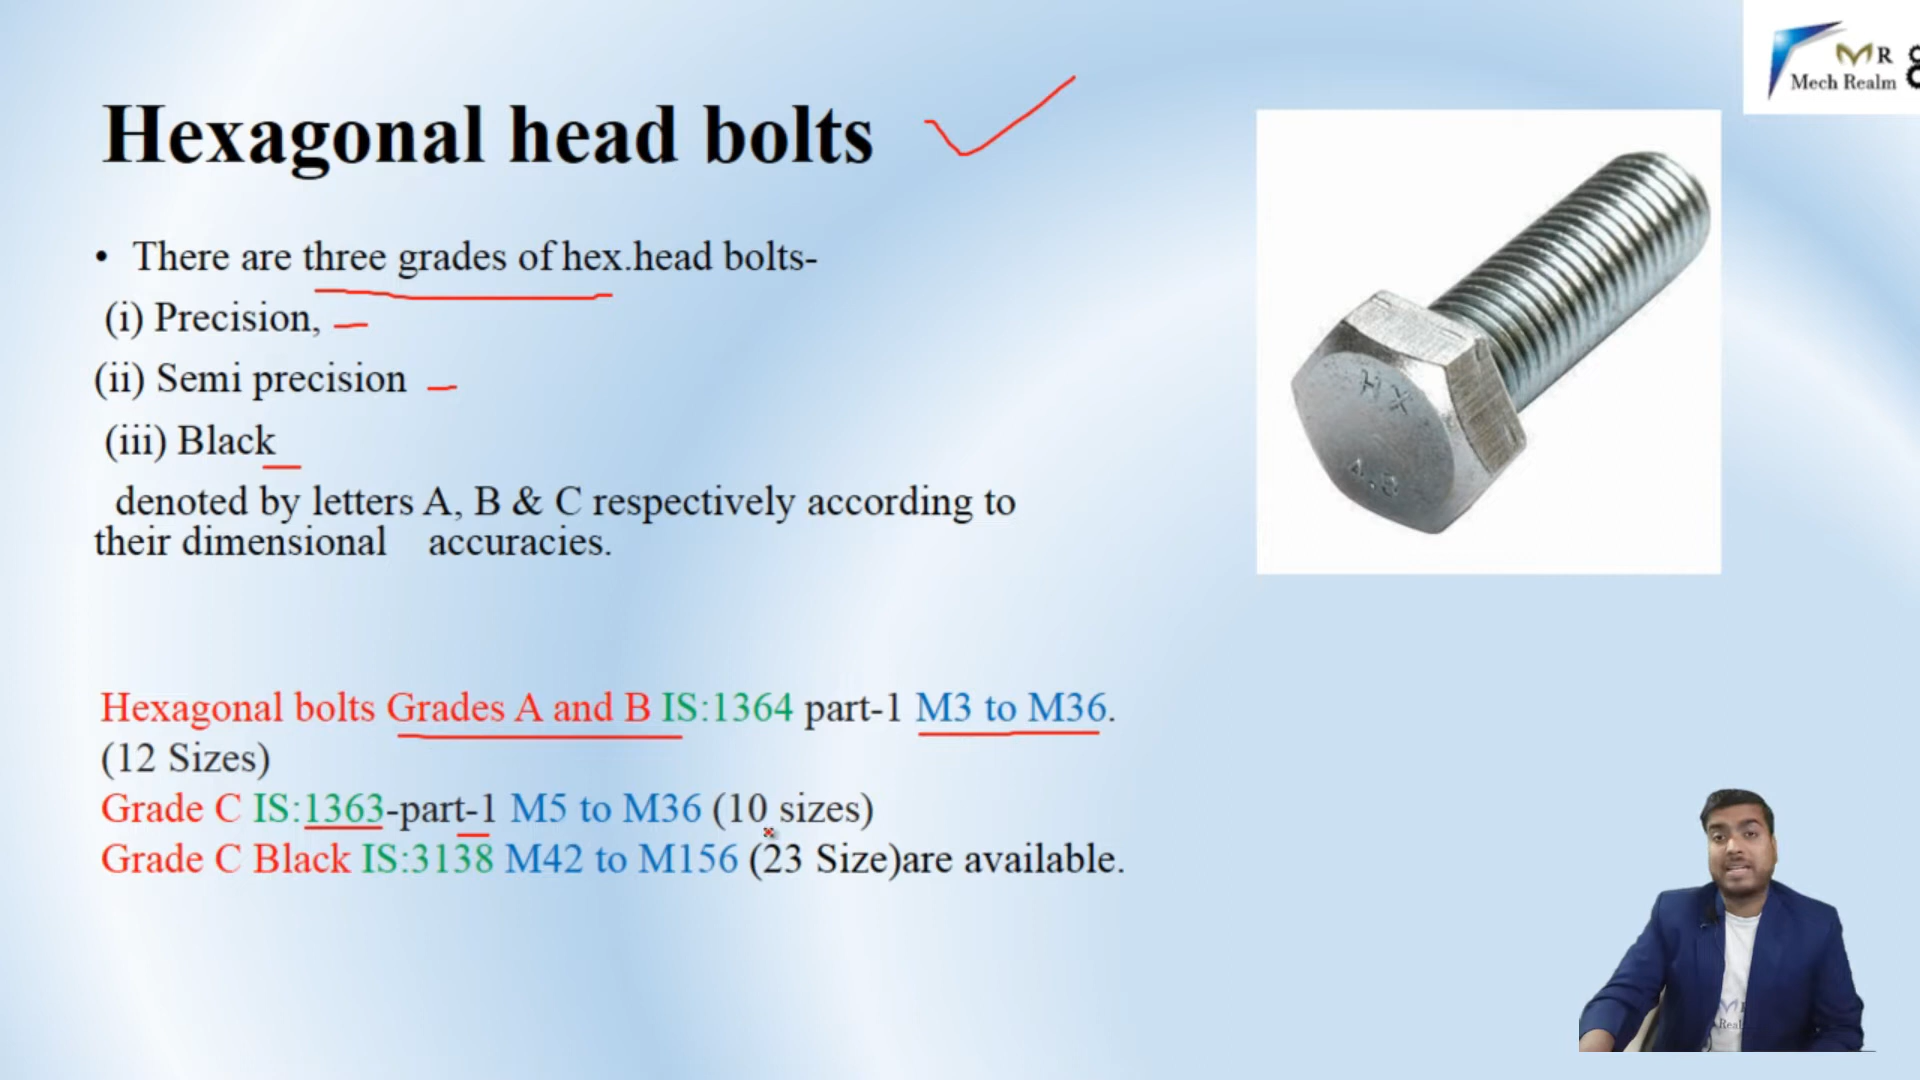 M R
Mech Realm
Hexagonal head bolts
• There are three grades of hex.head bolts-
(i) Precision,
(ii) Semi precision
(iii) Black
denoted by letters A, B & C respectively according to
their dimensional accuracies.
HX
Hexagonal bolts Grades A and B IS:1364 part-1 M3 to M36.
(12 Sizes)
Grade C IS:1363-part-1 M5 to M36 (10 sizes)
Grade C Black IS:3138 M42 to M156 (23 Size)are available.